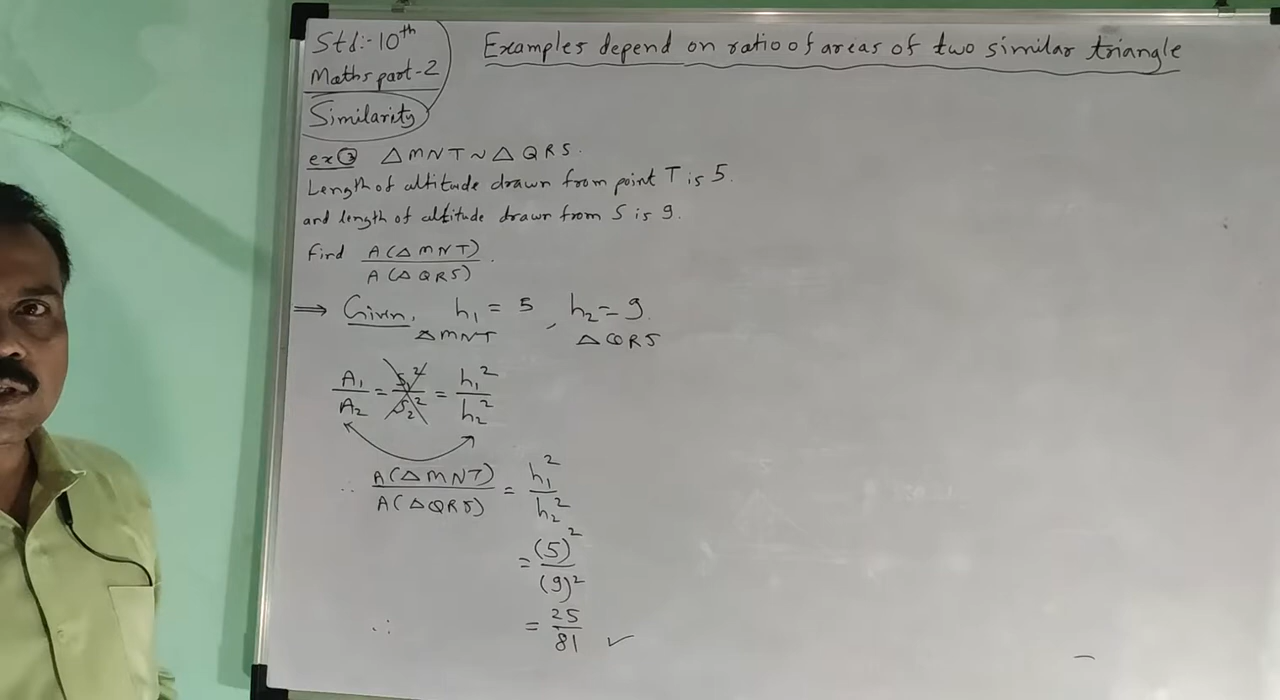 Std:-10th
Maths part-2
Similarity
Examples depend on ratio of areas of two similar triangle
ex③ △MNT ~ △QRS.
Length of altitude drawn from point T is 5.
and length of altitude drawn from S is 9.
Find A(△MNT)/A(△QRS).
⟹ Given, h₁ = 5, h₂ = 9.
△MNT △QRS
A₁/A₂ = S₁²/S₂² = h₁²/h₂²
∴ A(△MNT)/A(△QRS) = h₁²/h₂²
= (5)²/(9)²
∴ = 25/81 ✓